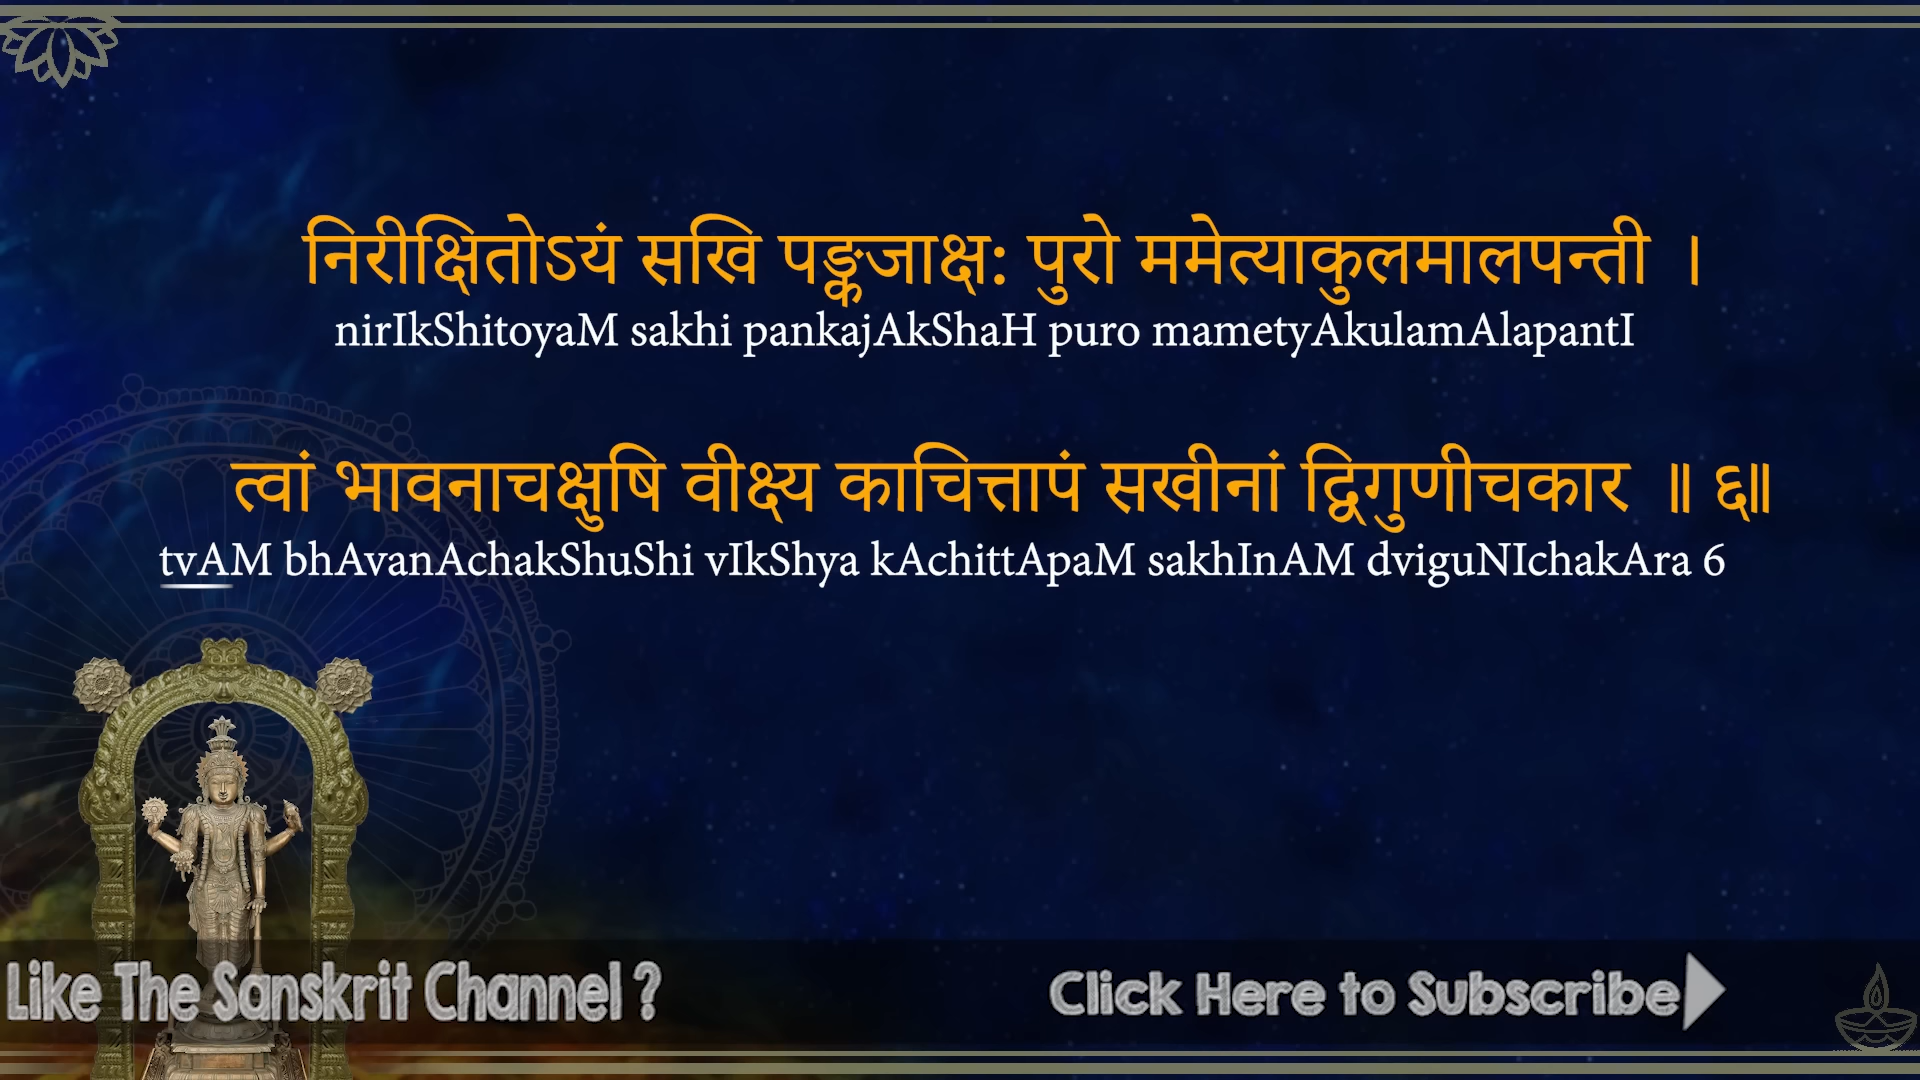 निरीक्षितोऽयं सखि पङ्कजाक्ष: पुरो ममेत्याकुलमालपन्ती ।
nirIkShitoyaM sakhi pankajAkShaH puro mametyAkulamAlapantI
त्वां भावनाचक्षुषि वीक्ष्य काचित्तापं सखीनां द्विगुणीचकार ॥ ६॥
tvAM bhAvanAchakShuShi vIkShya kAchittApaM sakhInAM dviguNIchakAra 6
Like The Sanskrit Channel ?
Click Here to Subscribe